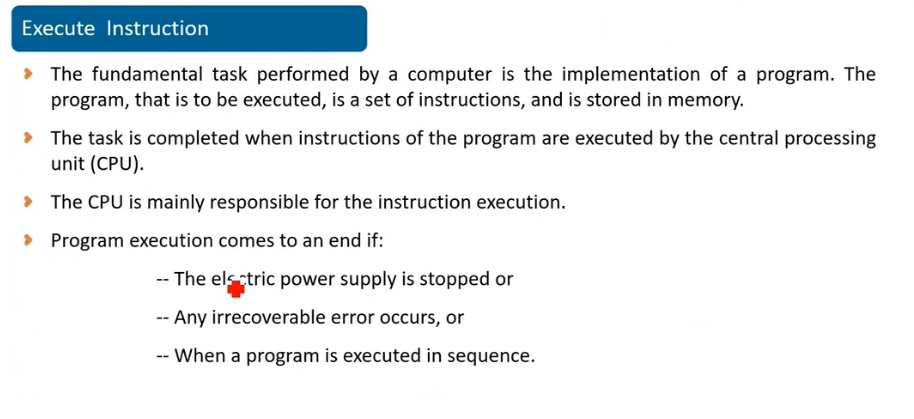 Execute Instruction
The fundamental task performed by a computer is the implementation of a program. The
program, that is to be executed, is a set of instructions, and is stored in memory.
The task is completed when instructions of the program are executed by the central processing
unit (CPU).
The CPU is mainly responsible for the instruction execution.
Program execution comes to an end if:
-- The electric power supply is stopped or
-- Any irrecoverable error occurs, or
-- When a program is executed in sequence.